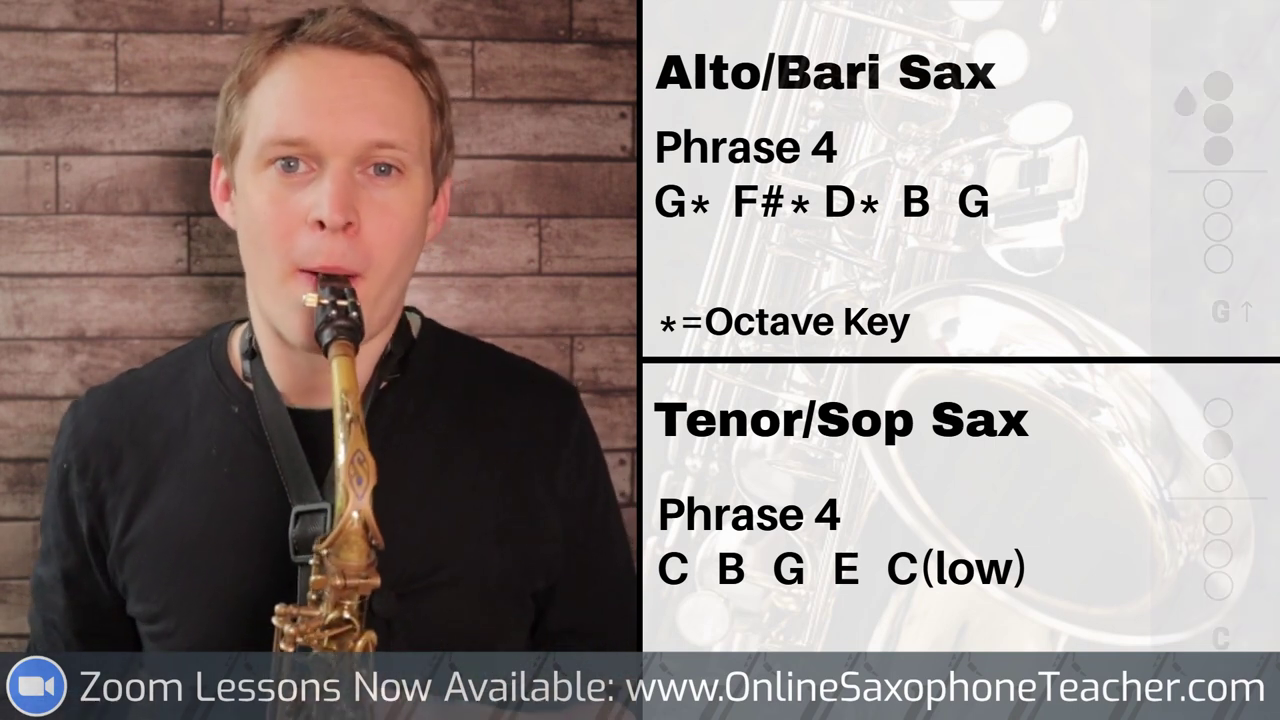 Alto/Bari Sax
Phrase 4
G* F#* D* B G
*=Octave Key
G ↑
Tenor/Sop Sax
Phrase 4
C B G E C(low)
C
Zoom Lessons Now Available: www.OnlineSaxophoneTeacher.com